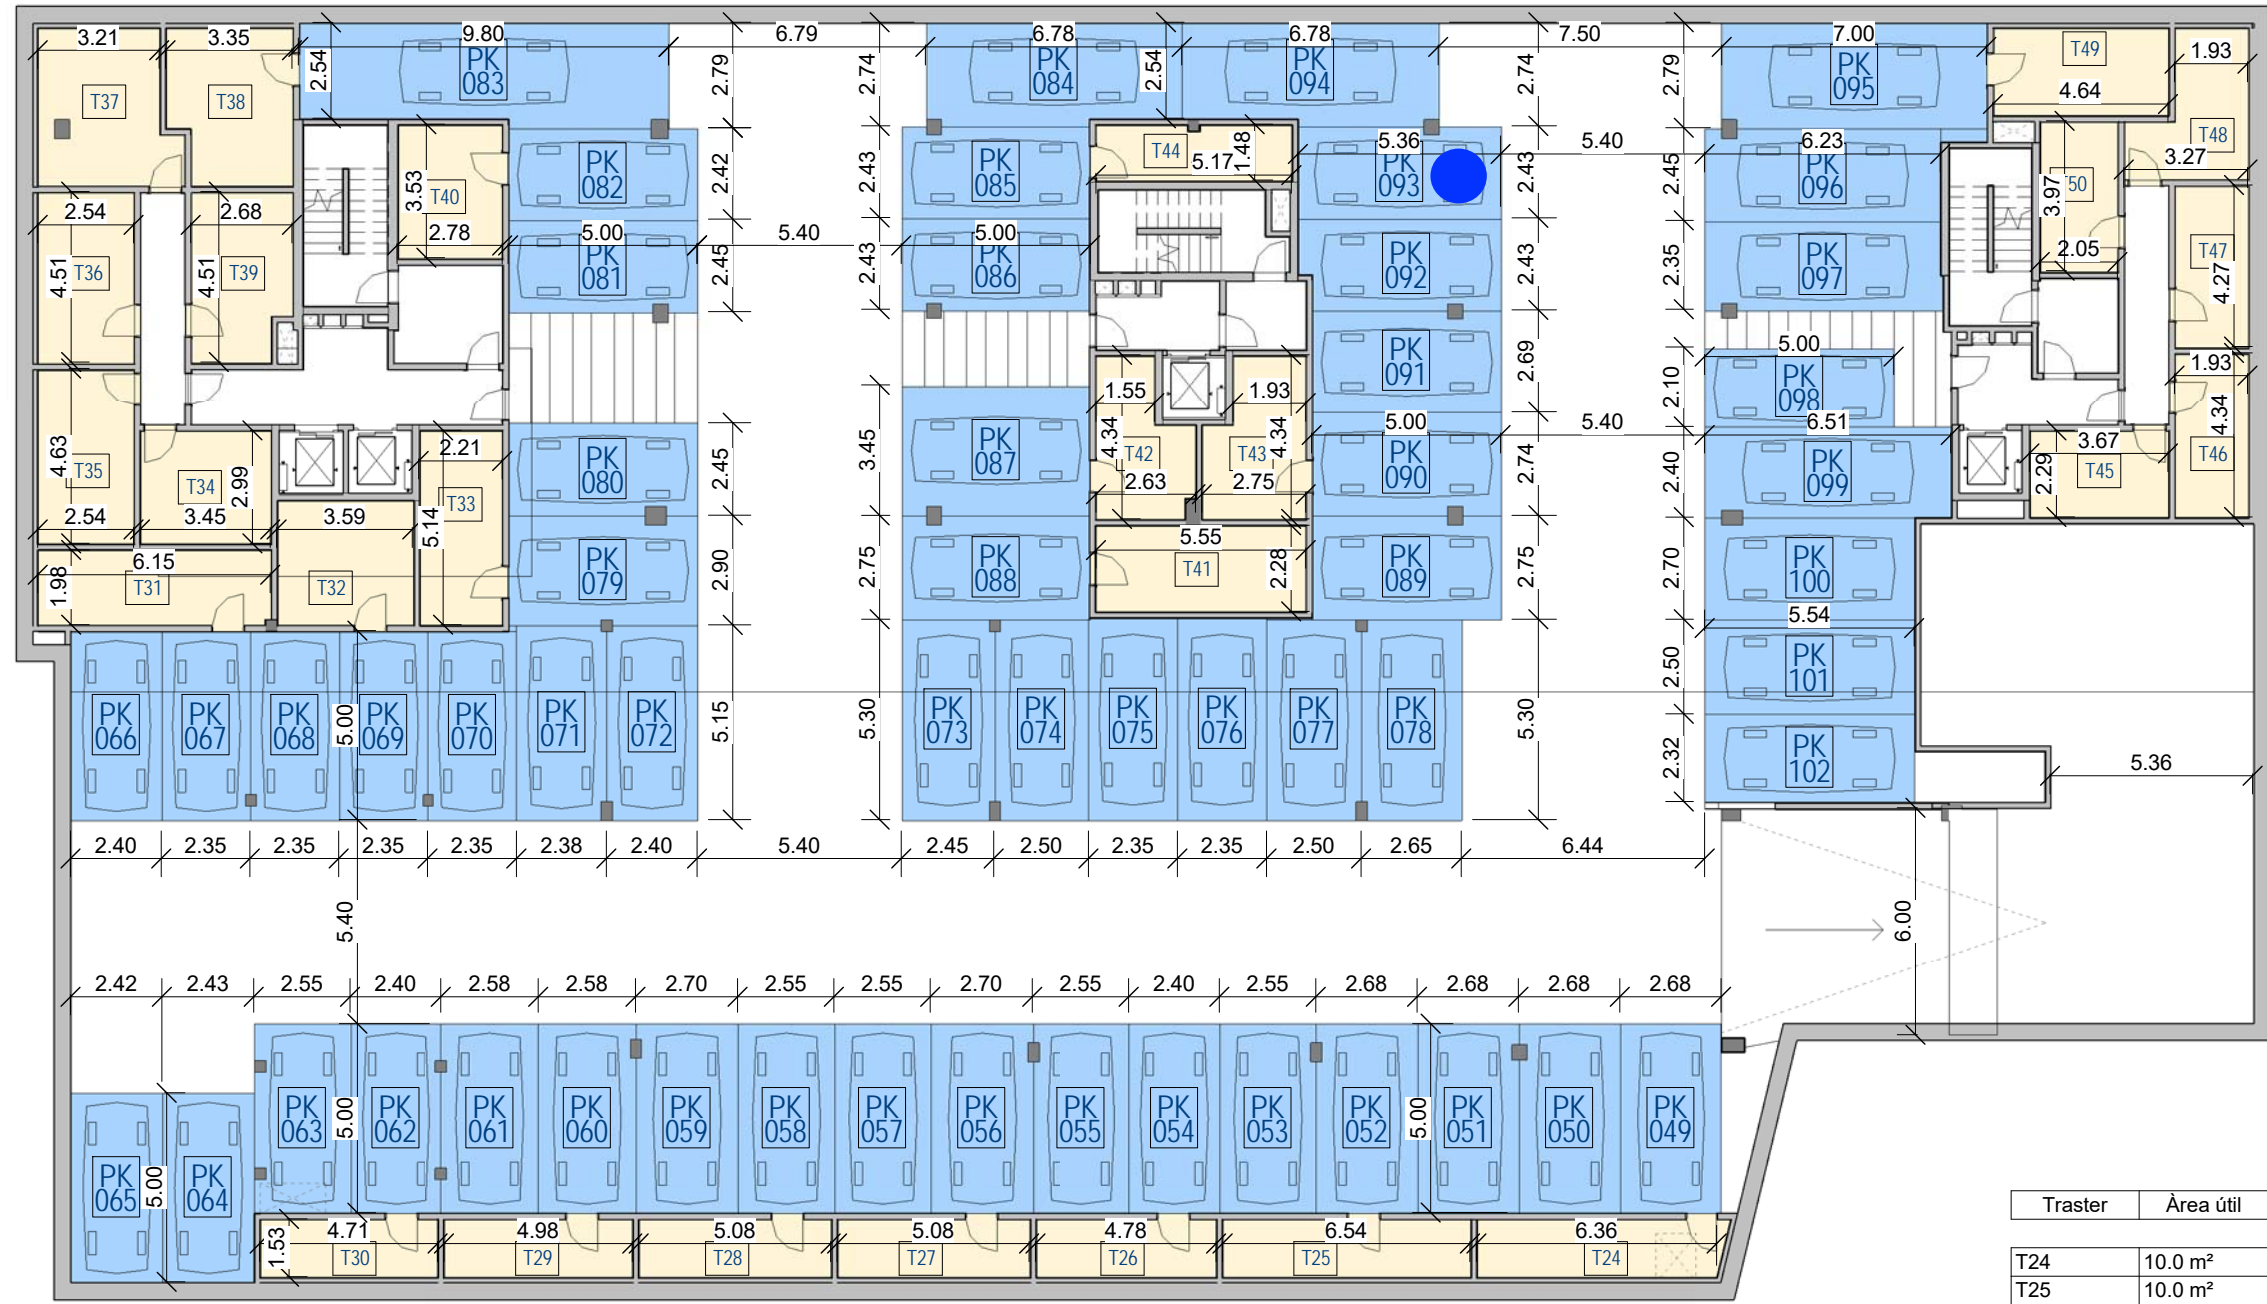 3.21
3.35
9.80
6.79
6.78
6.78
7.50
7.00
T49
1.93
T37
T38
2.54
PK
083
2.79
2.74
PK
084
2.54
PK
094
2.74
2.79
PK
095
4.64
T48
3.27
T40
3.53
2.78
PK
082
2.42
2.43
PK
085
T44
5.17
1.48
5.36
PK
093
2.43
5.40
2.45
6.23
PK
096
T50
3.97
2.05
2.54
T36
4.51
2.68
T39
4.51
5.00
PK
081
2.45
5.40
2.43
5.00
PK
086
PK
092
2.43
2.35
PK
097
T47
4.27
PK
091
2.69
5.00
PK
098
2.10
1.93
4.34
T46
1.55
1.93
4.34
T42
2.63
T43
4.34
2.75
5.00
PK
090
2.74
5.40
2.40
6.51
PK
099
3.67
2.29
T45
4.63
T35
2.54
T34
2.99
3.45
2.21
T33
5.14
3.59
PK
080
2.45
3.45
PK
087
6.15
1.98
T31
T32
PK
079
2.90
2.75
PK
088
5.55
T41
2.28
PK
089
2.75
2.70
PK
100
5.54
PK
066
PK
067
PK
068
5.00
PK
069
PK
070
PK
071
PK
072
5.15
5.30
PK
073
PK
074
PK
075
PK
076
PK
077
PK
078
5.30
2.50
PK
101
2.32
PK
102
5.36
2.40
2.35
2.35
2.35
2.35
2.38
2.40
5.40
2.45
2.50
2.35
2.35
2.50
2.65
6.44
5.40
6.00
2.42
2.43
2.55
2.40
2.58
2.58
2.70
2.55
2.55
2.70
2.55
2.40
2.55
2.68
2.68
2.68
2.68
PK
065
5.00
PK
064
PK
063
5.00
PK
062
PK
061
PK
060
PK
059
PK
058
PK
057
PK
056
PK
055
PK
054
PK
053
PK
052
5.00
PK
051
PK
050
PK
049
1.53
4.71
T30
4.98
T29
5.08
T28
5.08
T27
4.78
T26
6.54
T25
6.36
T24
Traster Àrea útil
T24 10.0 m²
T25 10.0 m²